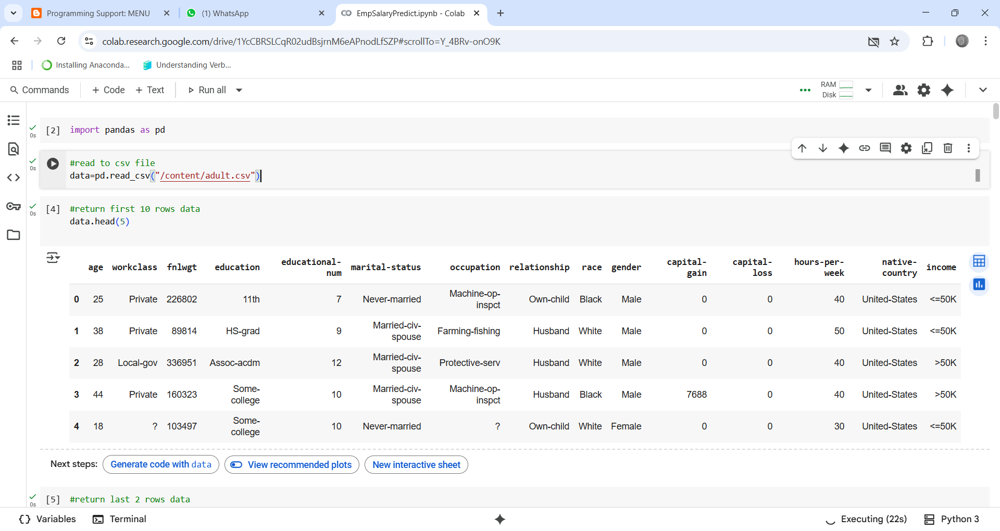 Programming Support: MENU
(1) WhatsApp
EmpSalaryPredict.ipynb - Colab
colab.research.google.com/drive/1YcCBRSLCqR02udBsjrnM6eAPnodLfSZP#scrollTo=Y_4BRv-onO9K
Installing Anaconda...
Understanding Verb...
Commands
+ Code
+ Text
Run all
RAM
Disk
0s
[2] import pandas as pd
0s
#read to csv file
data=pd.read_csv("/content/adult.csv")
0s
[4] #return first 10 rows data
data.head(5)
age workclass fnlwgt education educational-num marital-status occupation relationship race gender capital-gain capital-loss hours-per-week native-country income
0 25 Private 226802 11th 7 Never-married Machine-op-inspct Own-child Black Male 0 0 40 United-States <=50K
1 38 Private 89814 HS-grad 9 Married-civ-spouse Farming-fishing Husband White Male 0 0 50 United-States <=50K
2 28 Local-gov 336951 Assoc-acdm 12 Married-civ-spouse Protective-serv Husband White Male 0 0 40 United-States >50K
3 44 Private 160323 Some-college 10 Married-civ-spouse Machine-op-inspct Husband Black Male 7688 0 40 United-States >50K
4 18 ? 103497 Some-college 10 Never-married ? Own-child White Female 0 0 30 United-States <=50K
Next steps: Generate code with data View recommended plots New interactive sheet
0s
[5] #return last 2 rows data
Variables
Terminal
Executing (22s)
Python 3